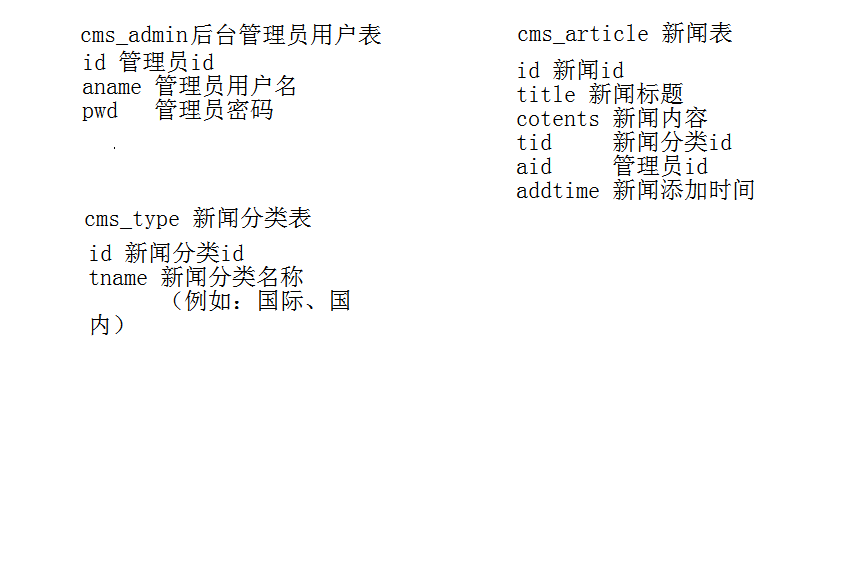 cms_admin后台管理员用户表
id 管理员id
aname 管理员用户名
pwd 管理员密码
cms_type 新闻分类表
id 新闻分类id
tname 新闻分类名称
（例如：国际、国
内）
cms_article 新闻表
id 新闻id
title 新闻标题
cotents 新闻内容
tid 新闻分类id
aid 管理员id
addtime 新闻添加时间